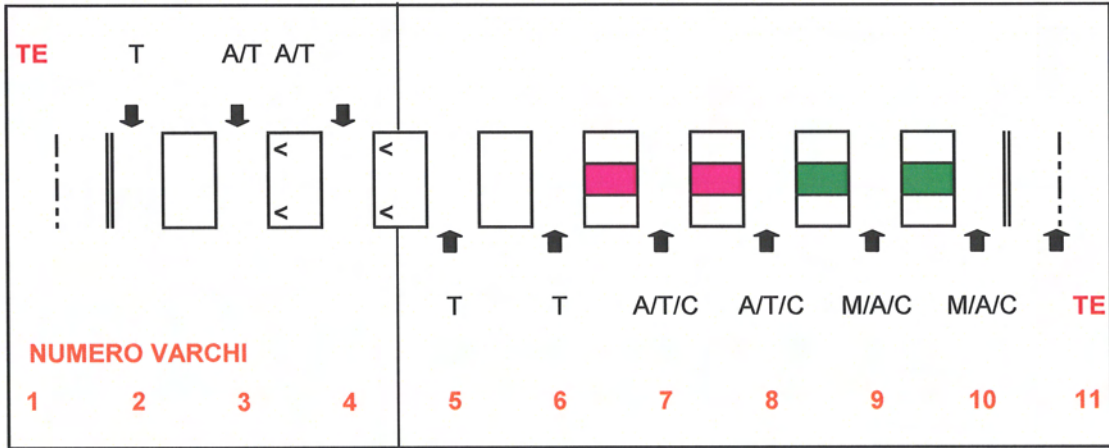 TE T A/T A/T
<
<
<
<
T T A/T/C A/T/C M/A/C M/A/C TE
NUMERO VARCHI
1 2 3 4 5 6 7 8 9 10 11